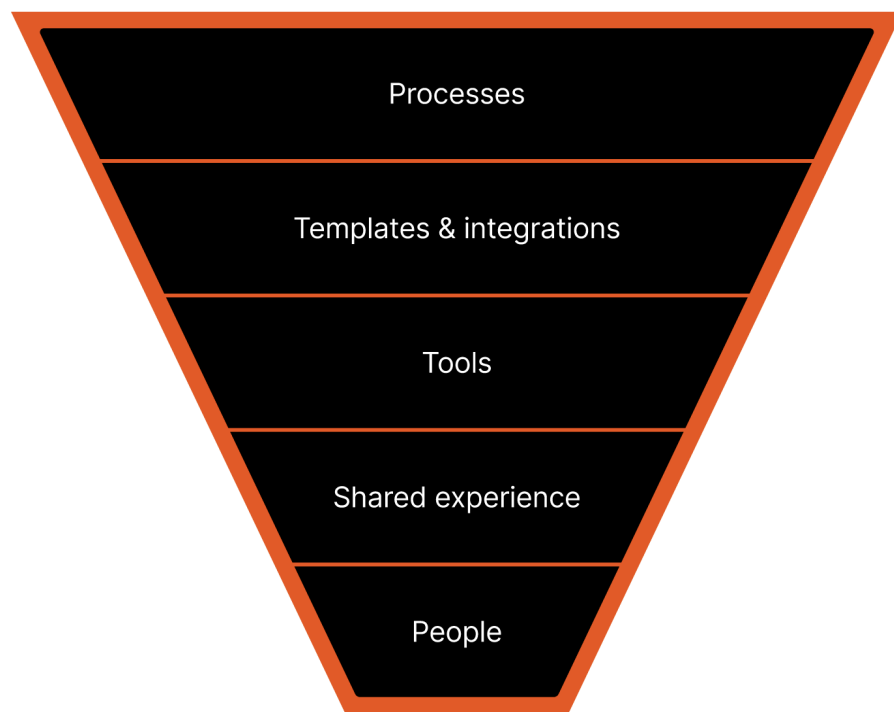 Processes
Templates & integrations
Tools
Shared experience
People